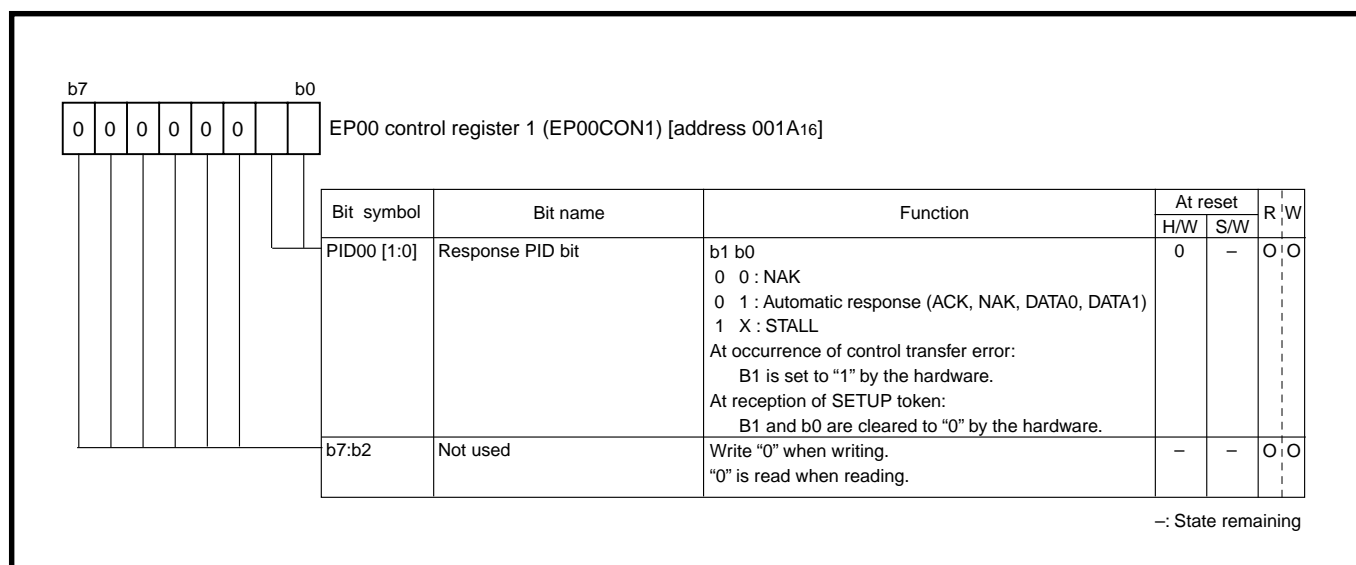 b7 b0
0 0 0 0 0 0 EP00 control register 1 (EP00CON1) [address 001A16]
Bit symbol Bit name Function At reset R W
H/W S/W
PID00 [1:0] Response PID bit b1 b0 0 – O O
0 0 : NAK
0 1 : Automatic response (ACK, NAK, DATA0, DATA1)
1 X : STALL
At occurrence of control transfer error:
B1 is set to “1” by the hardware.
At reception of SETUP token:
B1 and b0 are cleared to “0” by the hardware.
b7:b2 Not used Write “0” when writing. – – O O
“0” is read when reading.
–: State remaining